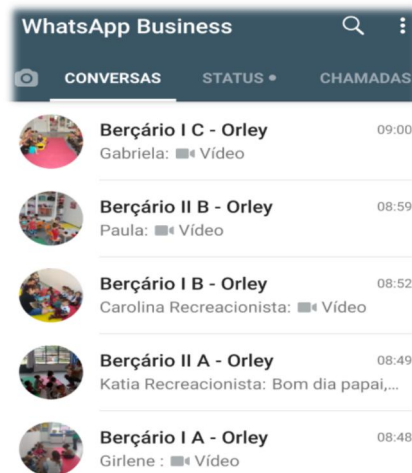 WhatsApp Business
CONVERSAS STATUS • CHAMADAS
Berçário I C - Orley 09:00
Gabriela: Vídeo
Berçário II B - Orley 08:59
Paula: Vídeo
Berçário I B - Orley 08:52
Carolina Recreacionista: Vídeo
Berçário II A - Orley 08:49
Katia Recreacionista: Bom dia papai,...
Berçário I A - Orley 08:48
Girlene : Vídeo